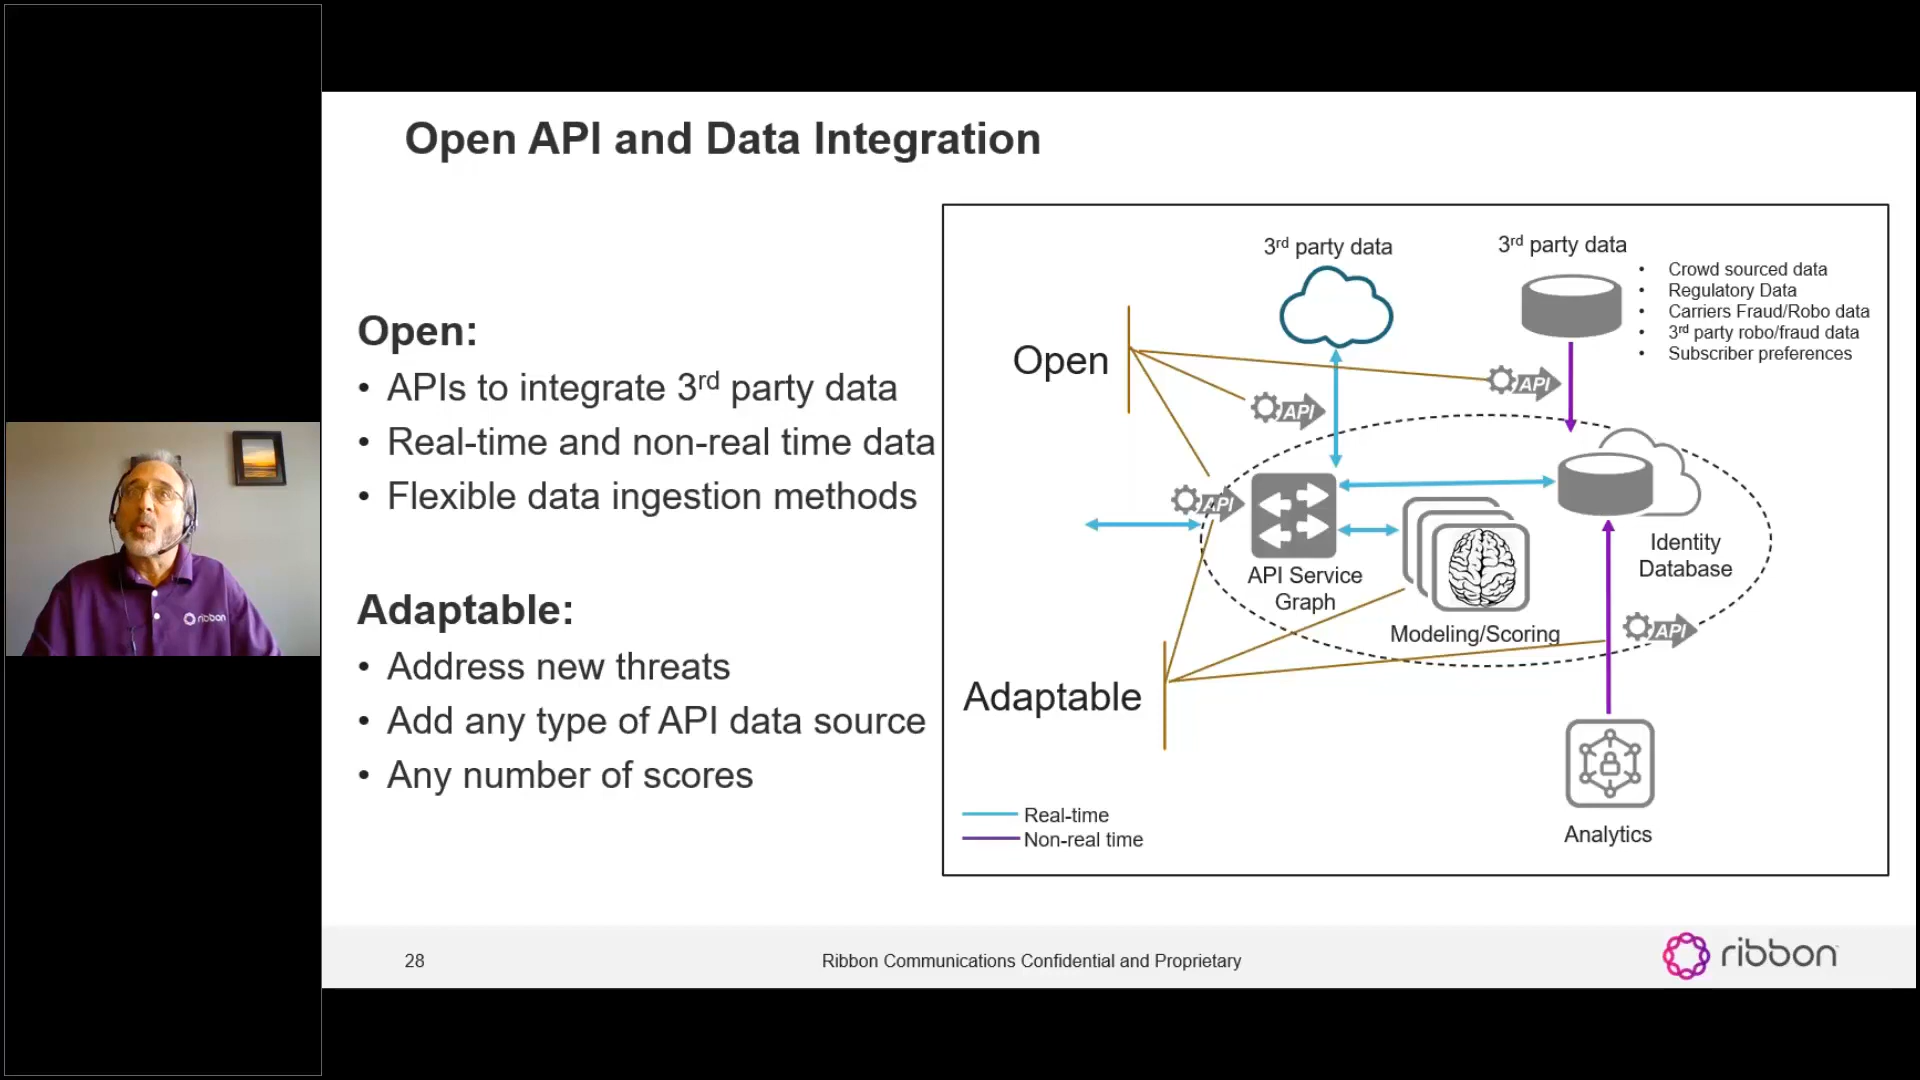 Open API and Data Integration
Open:
• APIs to integrate 3rd party data
• Real-time and non-real time data
• Flexible data ingestion methods
Adaptable:
• Address new threats
• Add any type of API data source
• Any number of scores
3rd party data
3rd party data
• Crowd sourced data
• Regulatory Data
• Carriers Fraud/Robo data
• 3rd party robo/fraud data
• Subscriber preferences
Open
API
API
API
API Service
Graph
Modeling/Scoring
Identity
Database
API
Adaptable
Analytics
Real-time
Non-real time
ribbon
28
Ribbon Communications Confidential and Proprietary
ribbon